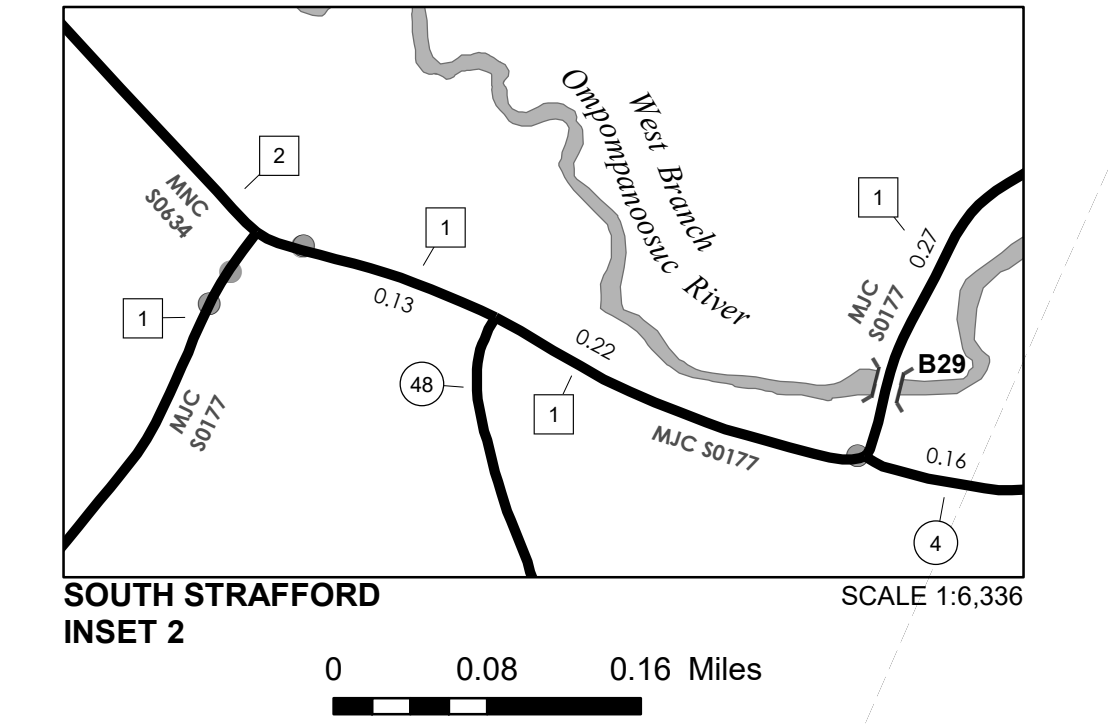 West Branch
Ompompanoosuc River
2
MNC
S0634
1
1
0.27
0.13
MJC
S0177
1
0.22
B29
48
1
MJC
S0177
MJC S0177
0.16
4
SOUTH STRAFFORD
INSET 2
SCALE 1:6,336
0 0.08 0.16 Miles